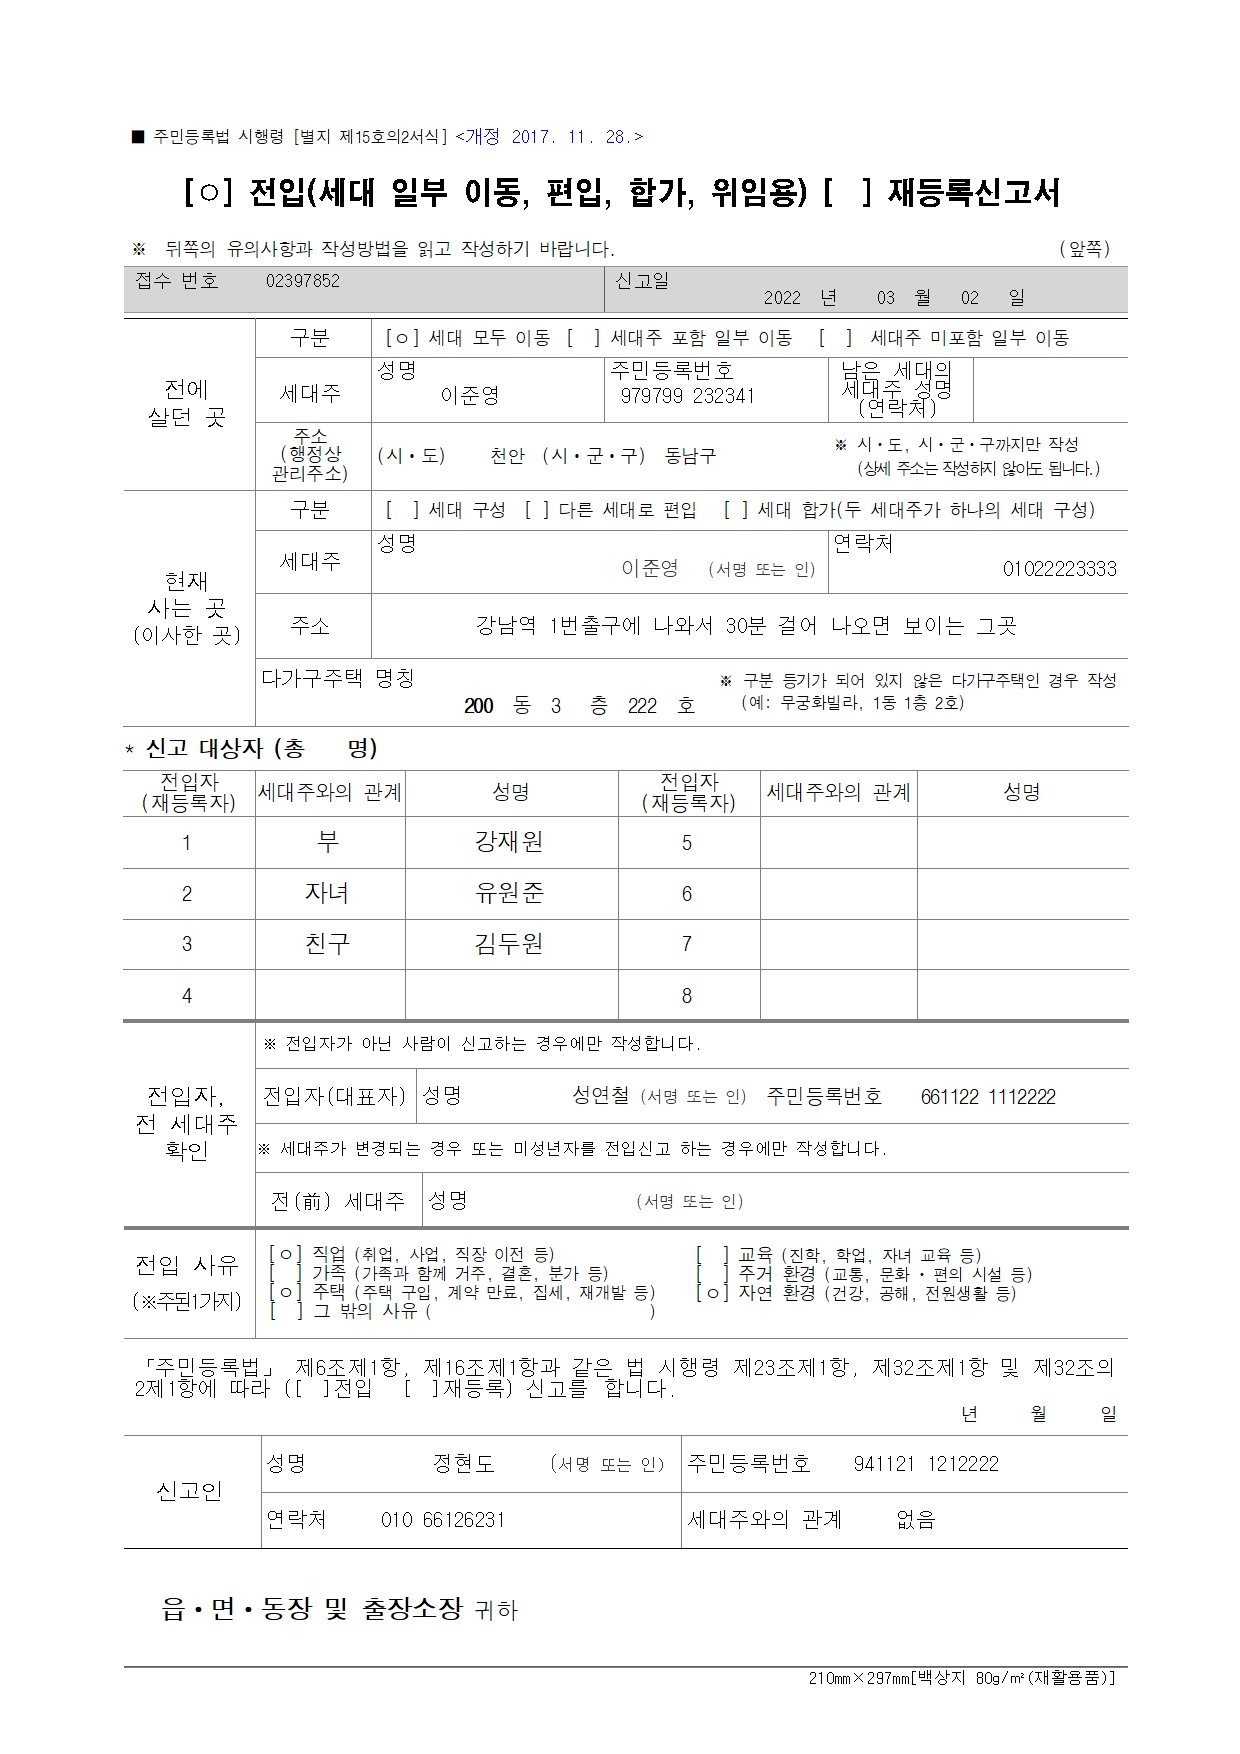 ■ 주민등록법 시행령 [별지 제15호의2서식] <개정 2017. 11. 28.>
[ㅇ] 전입(세대 일부 이동, 편입, 합가, 위임용) [ ] 재등록신고서
※ 뒤쪽의 유의사항과 작성방법을 읽고 작성하기 바랍니다. (앞쪽)
접수 번호 02397852 신고일
2022 년 03 월 02 일
전에
살던 곳
구분 [ㅇ] 세대 모두 이동 [ ] 세대주 포함 일부 이동 [ ] 세대주 미포함 일부 이동
세대주
성명
이준영
주민등록번호
979799 232341
남은 세대의
세대주 성명
(연락처)
주소
(행정상
관리주소)
(시·도) 천안 (시·군·구) 동남구
※ 시·도, 시·군·구까지만 작성
(상세 주소는 작성하지 않아도 됩니다.)
현재
사는 곳
(이사한 곳)
구분 [ ] 세대 구성 [ ] 다른 세대로 편입 [ ] 세대 합가(두 세대주가 하나의 세대 구성)
세대주
성명
이준영 (서명 또는 인)
연락처
01022223333
주소 강남역 1번출구에 나와서 30분 걸어 나오면 보이는 그곳
다가구주택 명칭
200 동 3 층 222 호
※ 구분 등기가 되어 있지 않은 다가구주택인 경우 작성
(예: 무궁화빌라, 1동 1층 2호)
* 신고 대상자 (총 명)
전입자
(재등록자)
세대주와의 관계 성명
전입자
(재등록자)
세대주와의 관계 성명
1 부 강재원 5
2 자녀 유원준 6
3 친구 김두원 7
4 8
전입자,
전 세대주
확인
※ 전입자가 아닌 사람이 신고하는 경우에만 작성합니다.
전입자(대표자) 성명 성연철 (서명 또는 인) 주민등록번호 661122 1112222
※ 세대주가 변경되는 경우 또는 미성년자를 전입신고 하는 경우에만 작성합니다.
전(前) 세대주 성명 (서명 또는 인)
전입 사유
(※주된1가지)
[ㅇ] 직업 (취업, 사업, 직장 이전 등) [ ] 교육 (진학, 학업, 자녀 교육 등)
[ ] 가족 (가족과 함께 거주, 결혼, 분가 등) [ ] 주거 환경 (교통, 문화·편의 시설 등)
[ㅇ] 주택 (주택 구입, 계약 만료, 집세, 재개발 등) [ㅇ] 자연 환경 (건강, 공해, 전원생활 등)
[ ] 그 밖의 사유 ( )
「주민등록법」 제6조제1항, 제16조제1항과 같은 법 시행령 제23조제1항, 제32조제1항 및 제32조의
2제1항에 따라 ([ ]전입 [ ]재등록) 신고를 합니다.
년 월 일
신고인
성명 정현도 (서명 또는 인) 주민등록번호 941121 1212222
연락처 010 66126231 세대주와의 관계 없음
읍·면·동장 및 출장소장 귀하
210mm×297mm[백상지 80g/㎡(재활용품)]